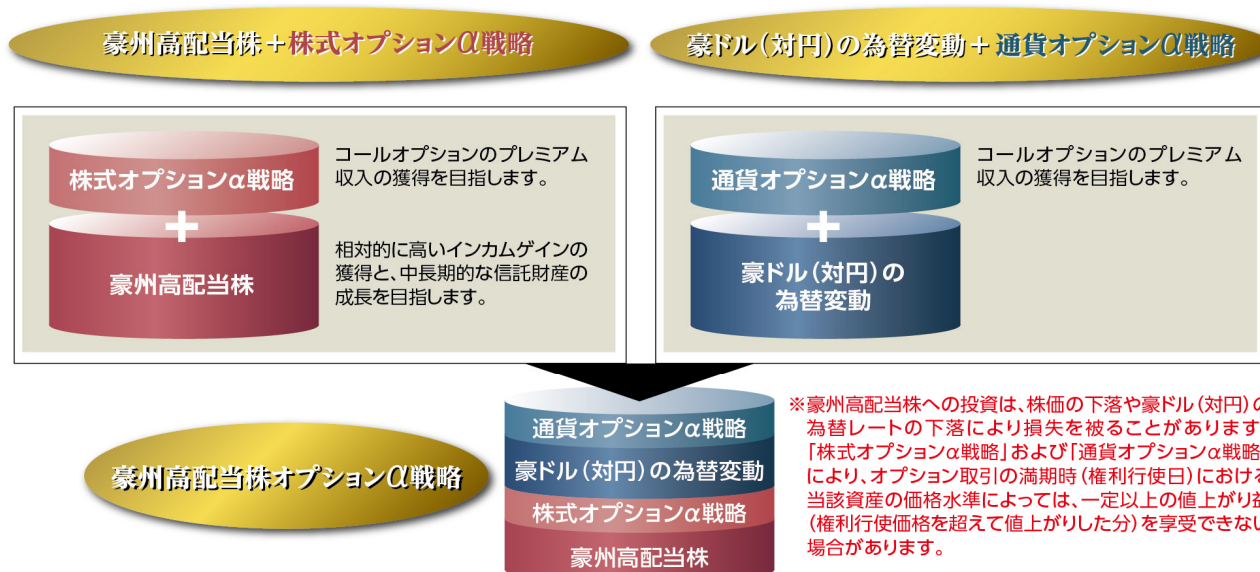 豪州高配当株+株式オプションα戦略
豪ドル(対円)の為替変動+通貨オプションα戦略
株式オプションα戦略
+
豪州高配当株
コールオプションのプレミアム
収入の獲得を目指します。
相対的に高いインカムゲインの
獲得と、中長期的な信託財産の
成長を目指します。
通貨オプションα戦略
+
豪ドル(対円)の
為替変動
コールオプションのプレミアム
収入の獲得を目指します。
豪州高配当株オプションα戦略
通貨オプションα戦略
豪ドル(対円)の為替変動
株式オプションα戦略
豪州高配当株
※豪州高配当株への投資は、株価の下落や豪ドル(対円)の
為替レートの下落により損失を被ることがあります
「株式オプションα戦略」および「通貨オプションα戦略
により、オプション取引の満期時(権利行使日)における
当該資産の価格水準によっては、一定以上の値上がり益
(権利行使価格を超えて値上がりした分)を享受できない
場合があります。